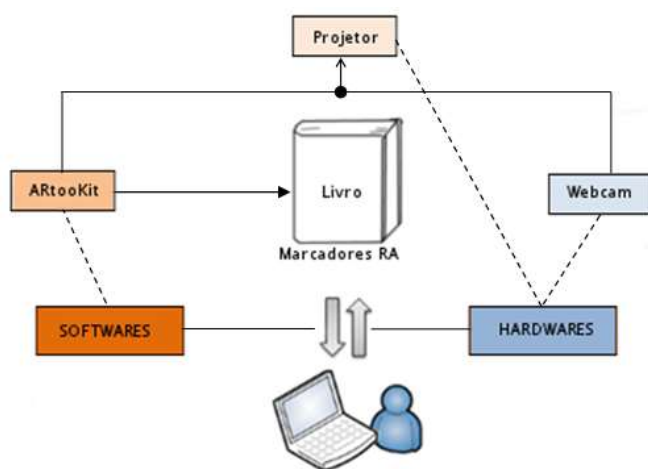 Projetor
ARtooKit
Livro
Webcam
Marcadores RA
SOFTWARES
HARDWARES